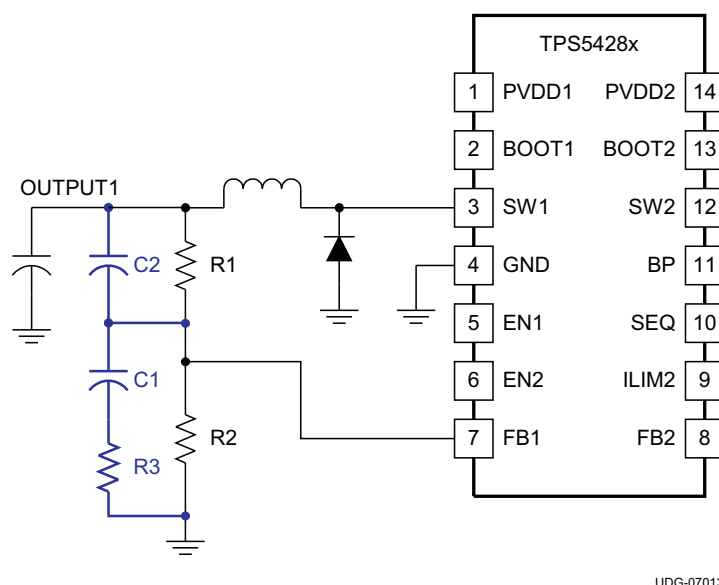 TPS5428x
1 PVDD1 PVDD2 14
2 BOOT1 BOOT2 13
OUTPUT1
3 SW1 SW2 12
C2
R1
4 GND BP 11
5 EN1 SEQ 10
C1
6 EN2 ILIM2 9
R2
7 FB1 FB2 8
R3